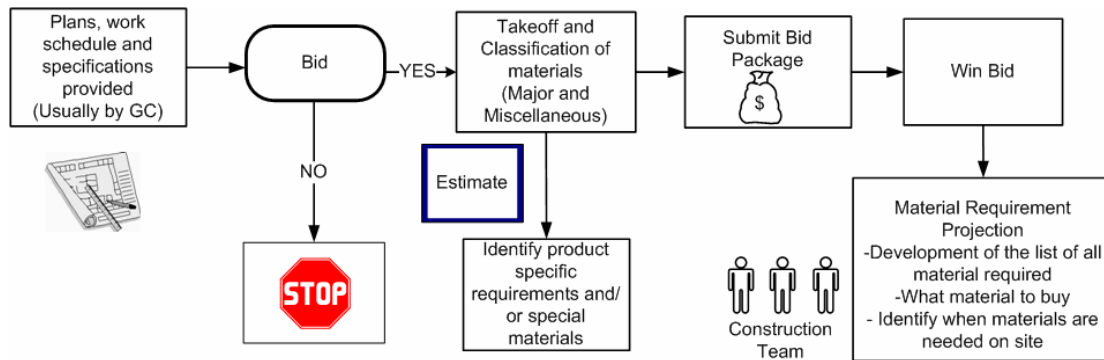 Plans, work
schedule and
specifications
provided
(Usually by GC)
Bid
YES
NO
STOP
Takeoff and
Classification of
materials
(Major and
Miscellaneous)
Estimate
Identify product
specific
requirements and/
or special
materials
Submit Bid
Package
$
Win Bid
Material Requirement
Projection
-Development of the list of all
material required
-What material to buy
- Identify when materials are
needed on site
Construction
Team